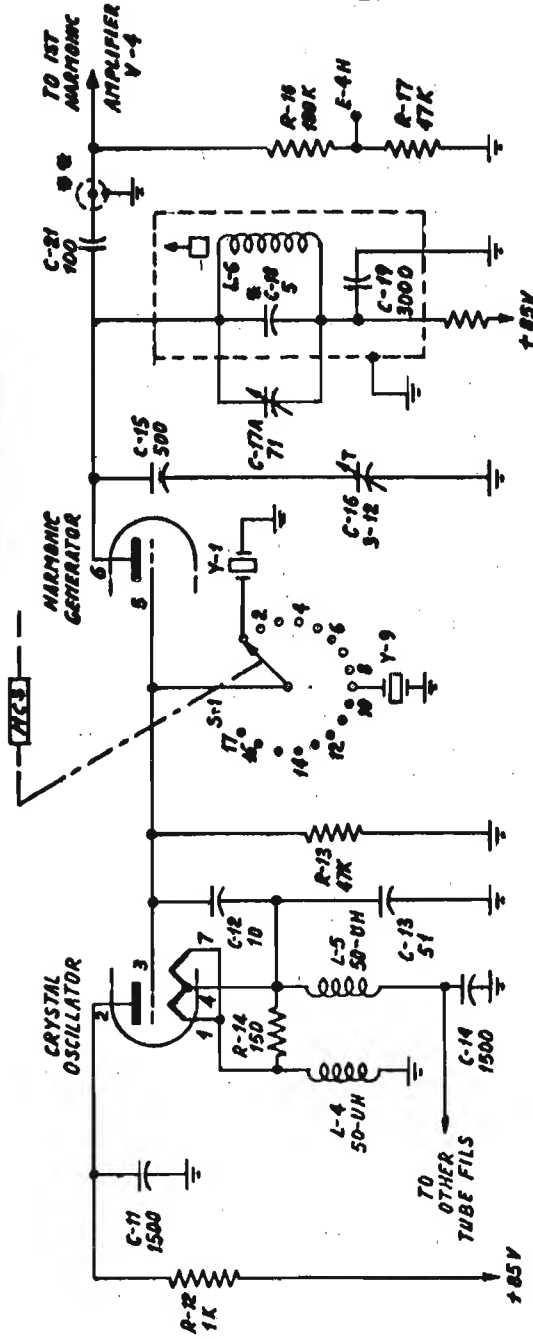 MCS
TO 1ST
HARMONIC
AMPLIFIER
V-4
C-21
100
**
R-16
100K
E-4H
R-17
47K
L-6
*
C-18
5
C-19
3000
C-17A
71
+85V
C-15
500
C-16
3-12
T
HARMONIC
GENERATOR
6
5
Y-1
S-1
2
4
6
8
10
12
14
16
17
Y-9
R-13
47K
CRYSTAL
OSCILLATOR
2
3
1
4
7
C-12
10
C-13
51
L-5
50-UH
R-14
150
L-4
50-UH
C-14
1500
TO
OTHER
TUBE FILS
C-11
1500
R-12
1K
+85V